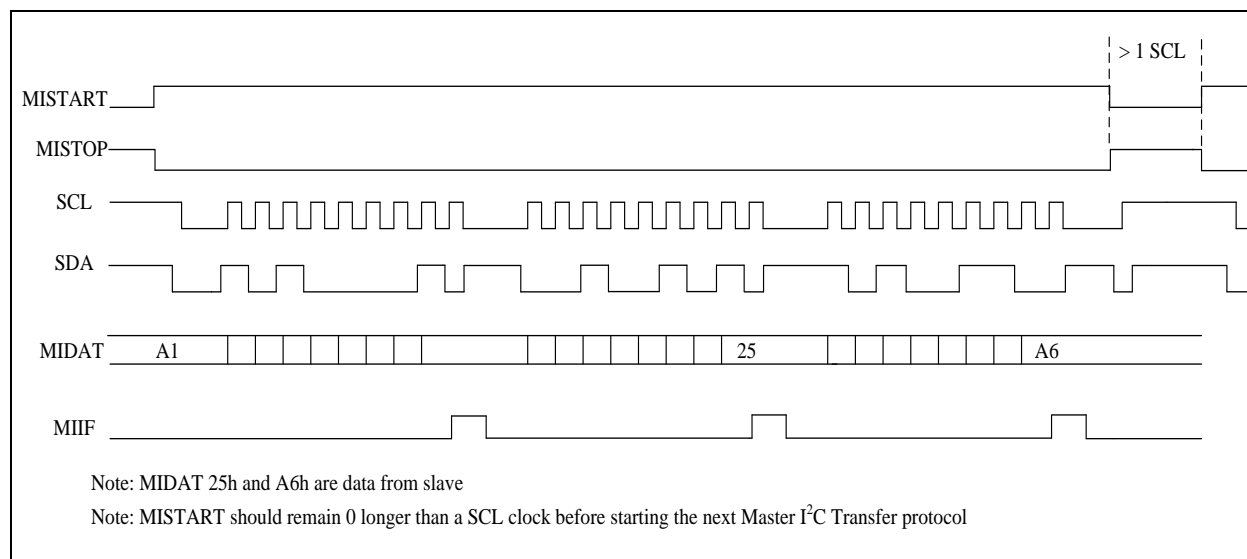 > 1 SCL
MISTART
MISTOP
SCL
SDA
MIDAT A1 25 A6
MIIF
Note: MIDAT 25h and A6h are data from slave
Note: MISTART should remain 0 longer than a SCL clock before starting the next Master I²C Transfer protocol